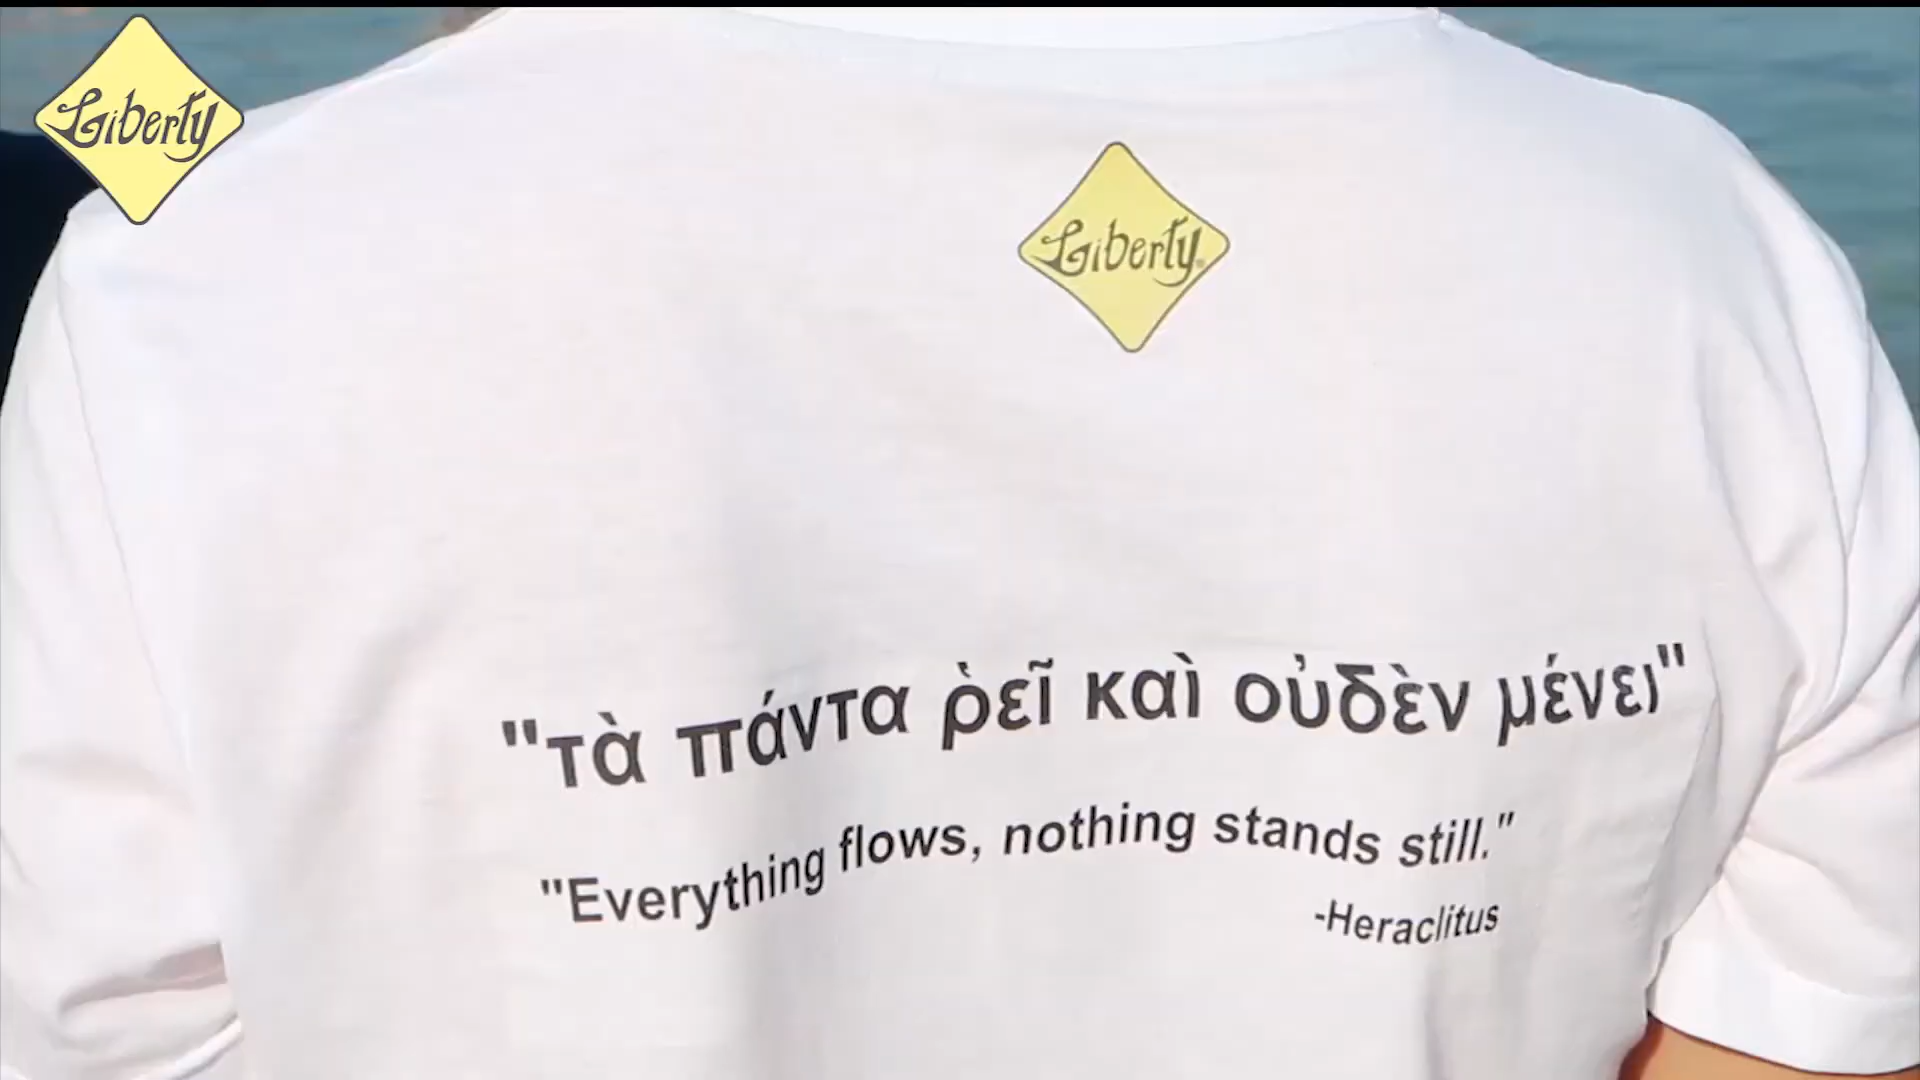 Liberty
Liberty
"τὰ πάντα ῥεῖ καὶ οὐδὲν μένει"
"Everything flows, nothing stands still."
-Heraclitus